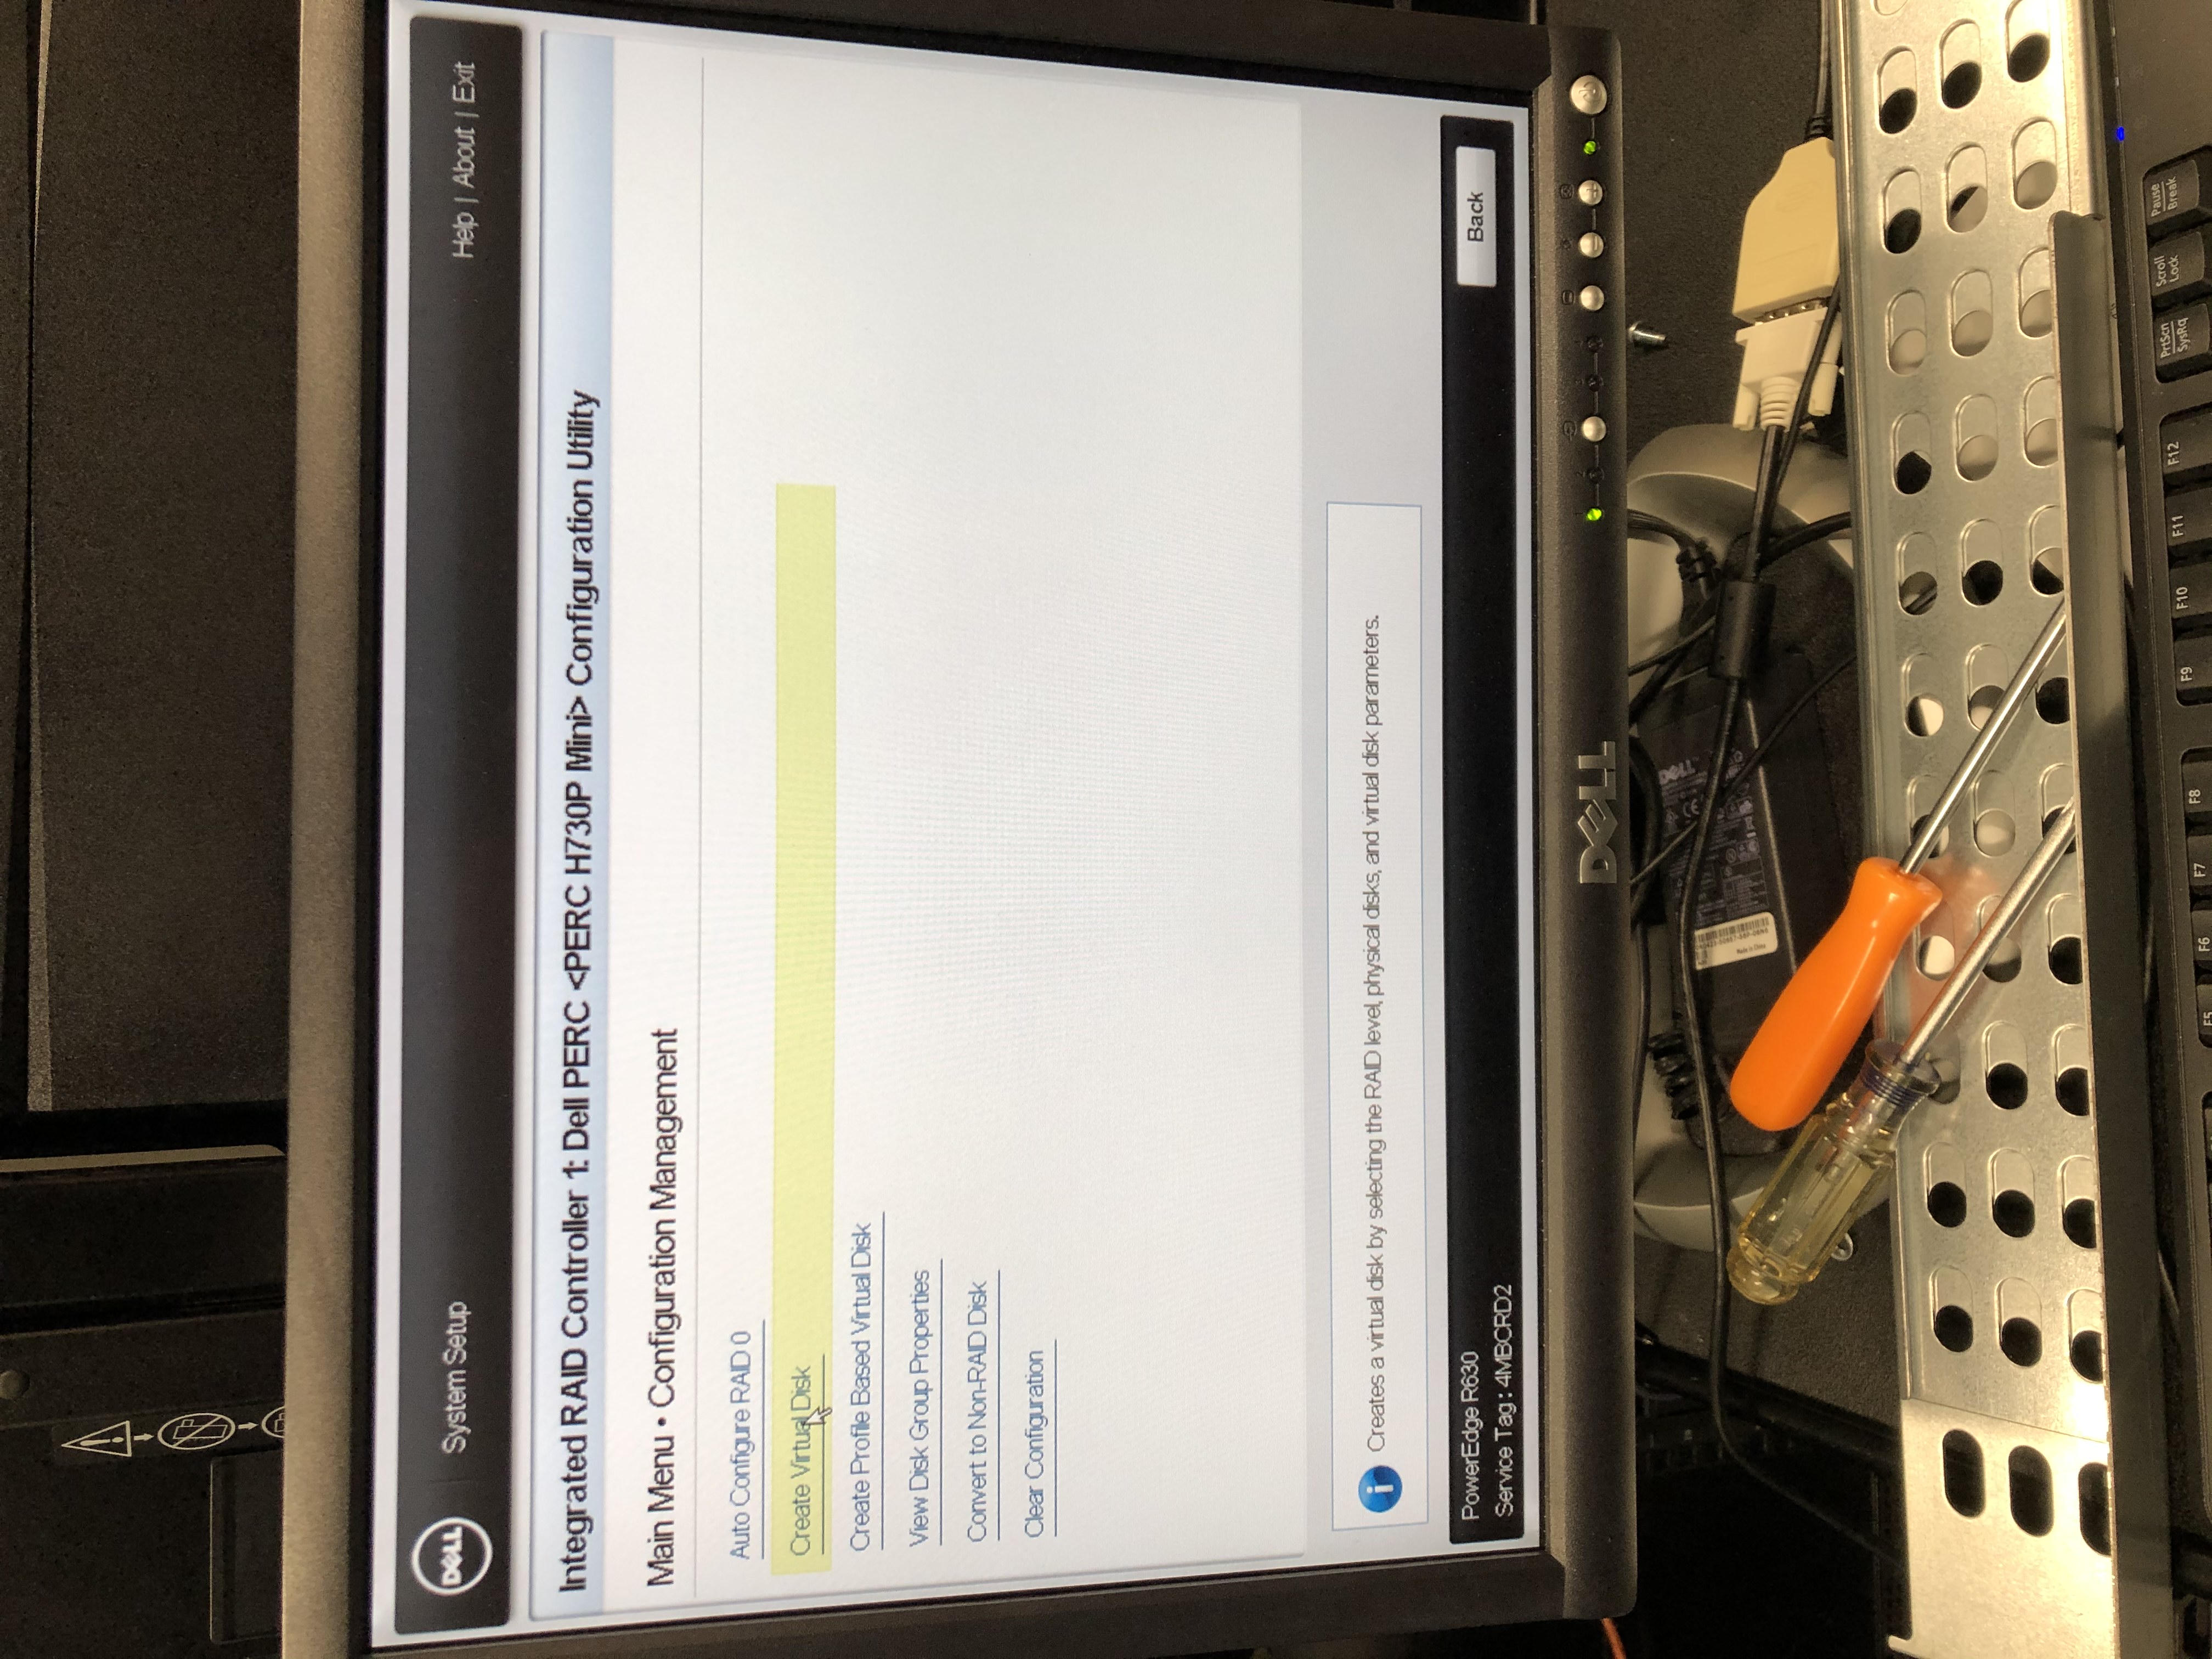 DELL
System Setup
Help | About | Exit
Integrated RAID Controller 1: Dell PERC <PERC H730P Mini> Configuration Utility
Main Menu • Configuration Management
Auto Configure RAID 0
Create Virtual Disk
Create Profile Based Virtual Disk
View Disk Group Properties
Convert to Non-RAID Disk
Clear Configuration
Creates a virtual disk by selecting the RAID level, physical disks, and virtual disk parameters.
PowerEdge R630
Service Tag : 4MBCRD2
Back
DELL
DELL
F5
F6
F7
F8
F9
F10
F11
F12
PrtScn
SysRq
Scroll
Lock
Pause
Break